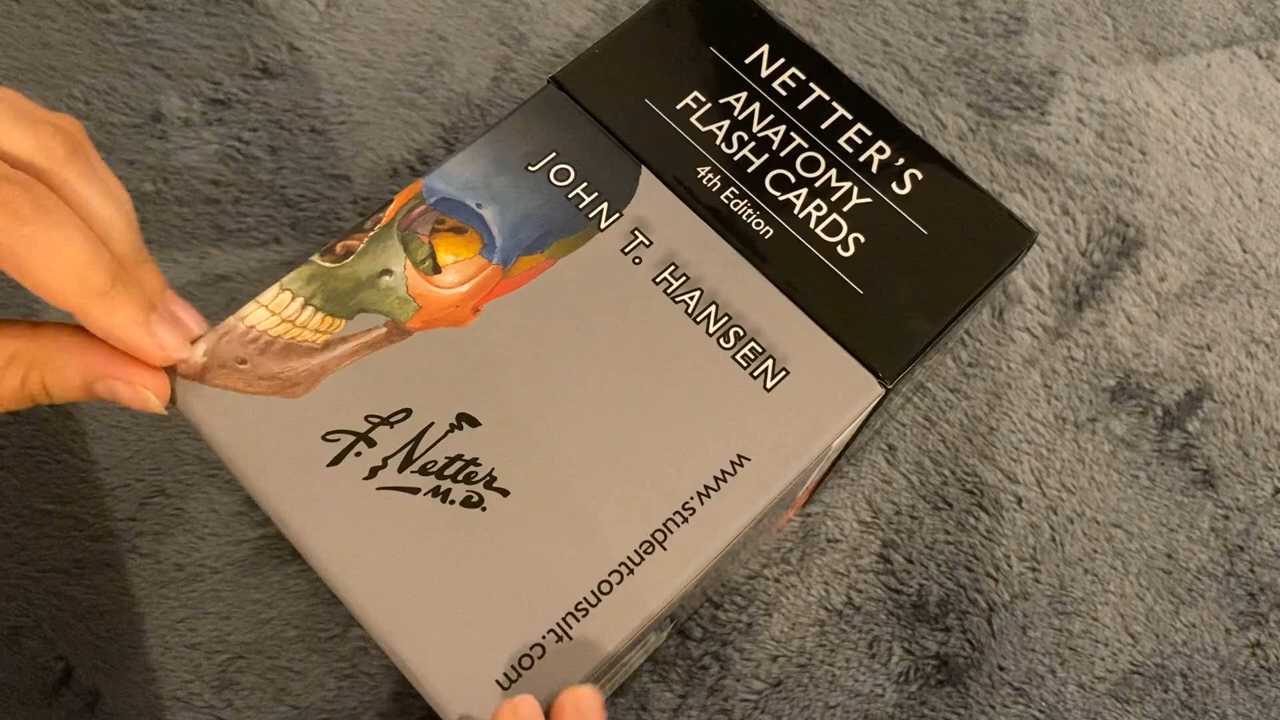 NETTER'S
ANATOMY
FLASH CARDS
4th Edition
JOHN T. HANSEN
F. Netter
M.D.
www.studentconsult.com